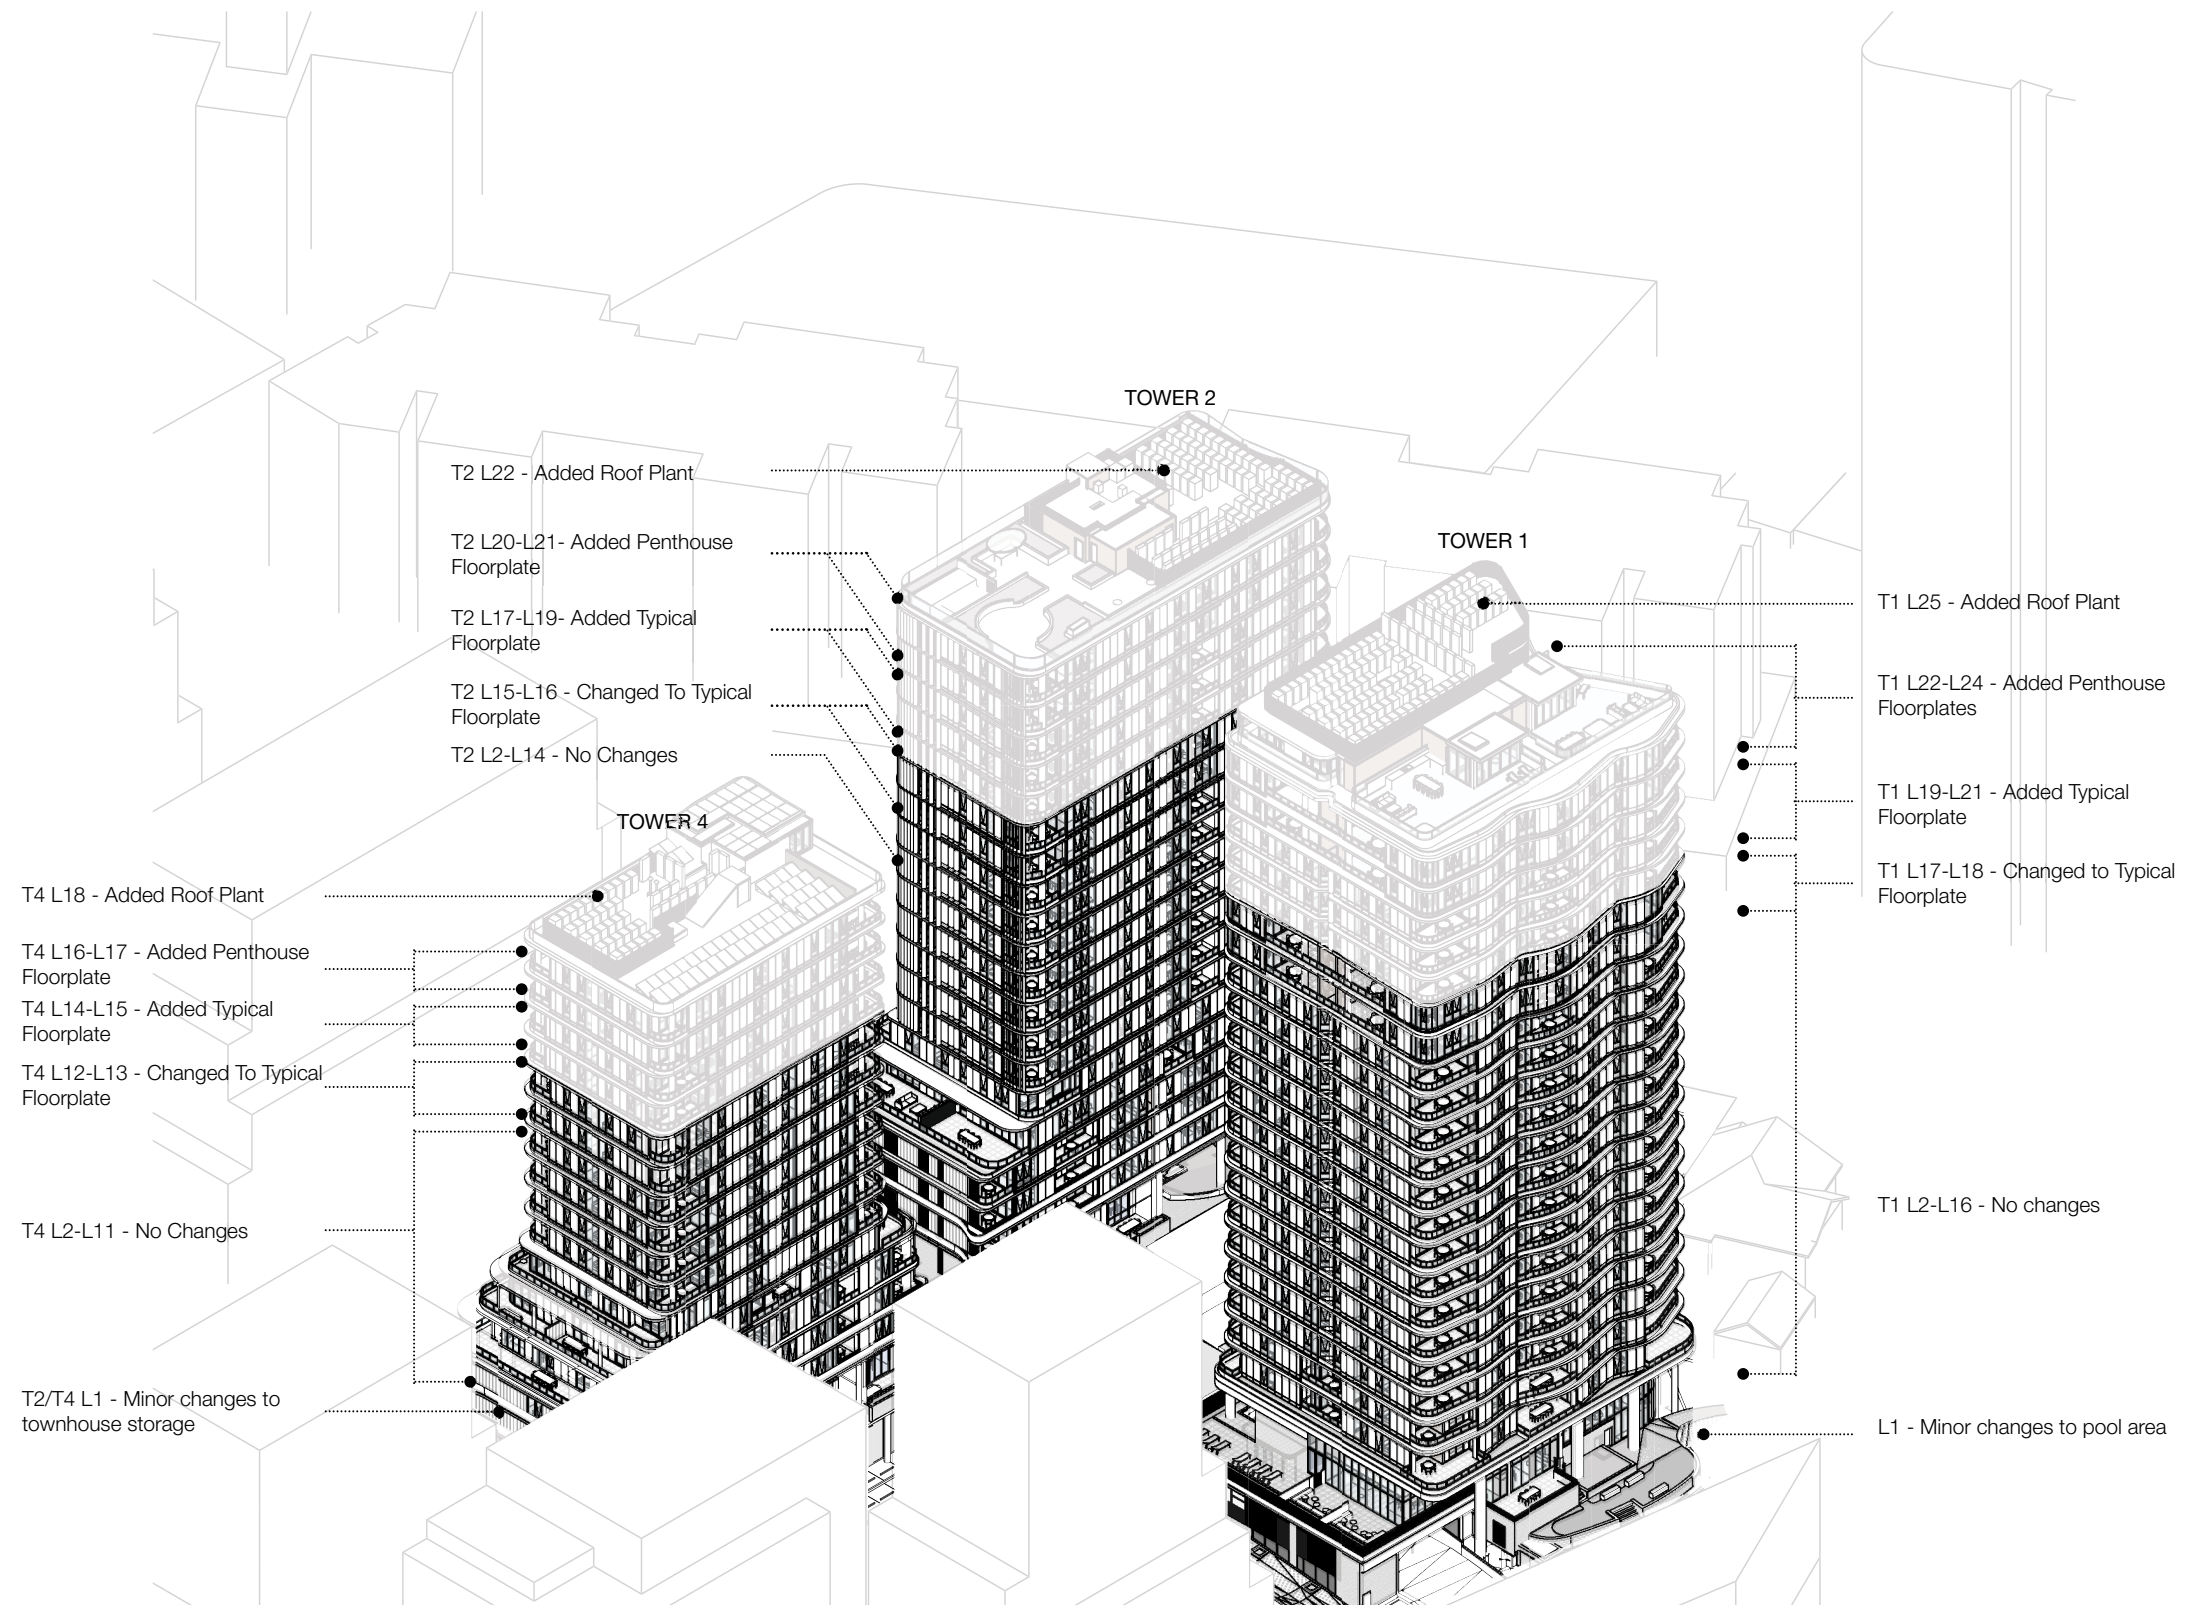 TOWER 2
T2 L22 - Added Roof Plant
T2 L20-L21- Added Penthouse
Floorplate
T2 L17-L19- Added Typical
Floorplate
T2 L15-L16 - Changed To Typical
Floorplate
T2 L2-L14 - No Changes
TOWER 1
T1 L25 - Added Roof Plant
T1 L22-L24 - Added Penthouse
Floorplates
T1 L19-L21 - Added Typical
Floorplate
T1 L17-L18 - Changed to Typical
Floorplate
T1 L2-L16 - No changes
L1 - Minor changes to pool area
TOWER 4
T4 L18 - Added Roof Plant
T4 L16-L17 - Added Penthouse
Floorplate
T4 L14-L15 - Added Typical
Floorplate
T4 L12-L13 - Changed To Typical
Floorplate
T4 L2-L11 - No Changes
T2/T4 L1 - Minor changes to
townhouse storage